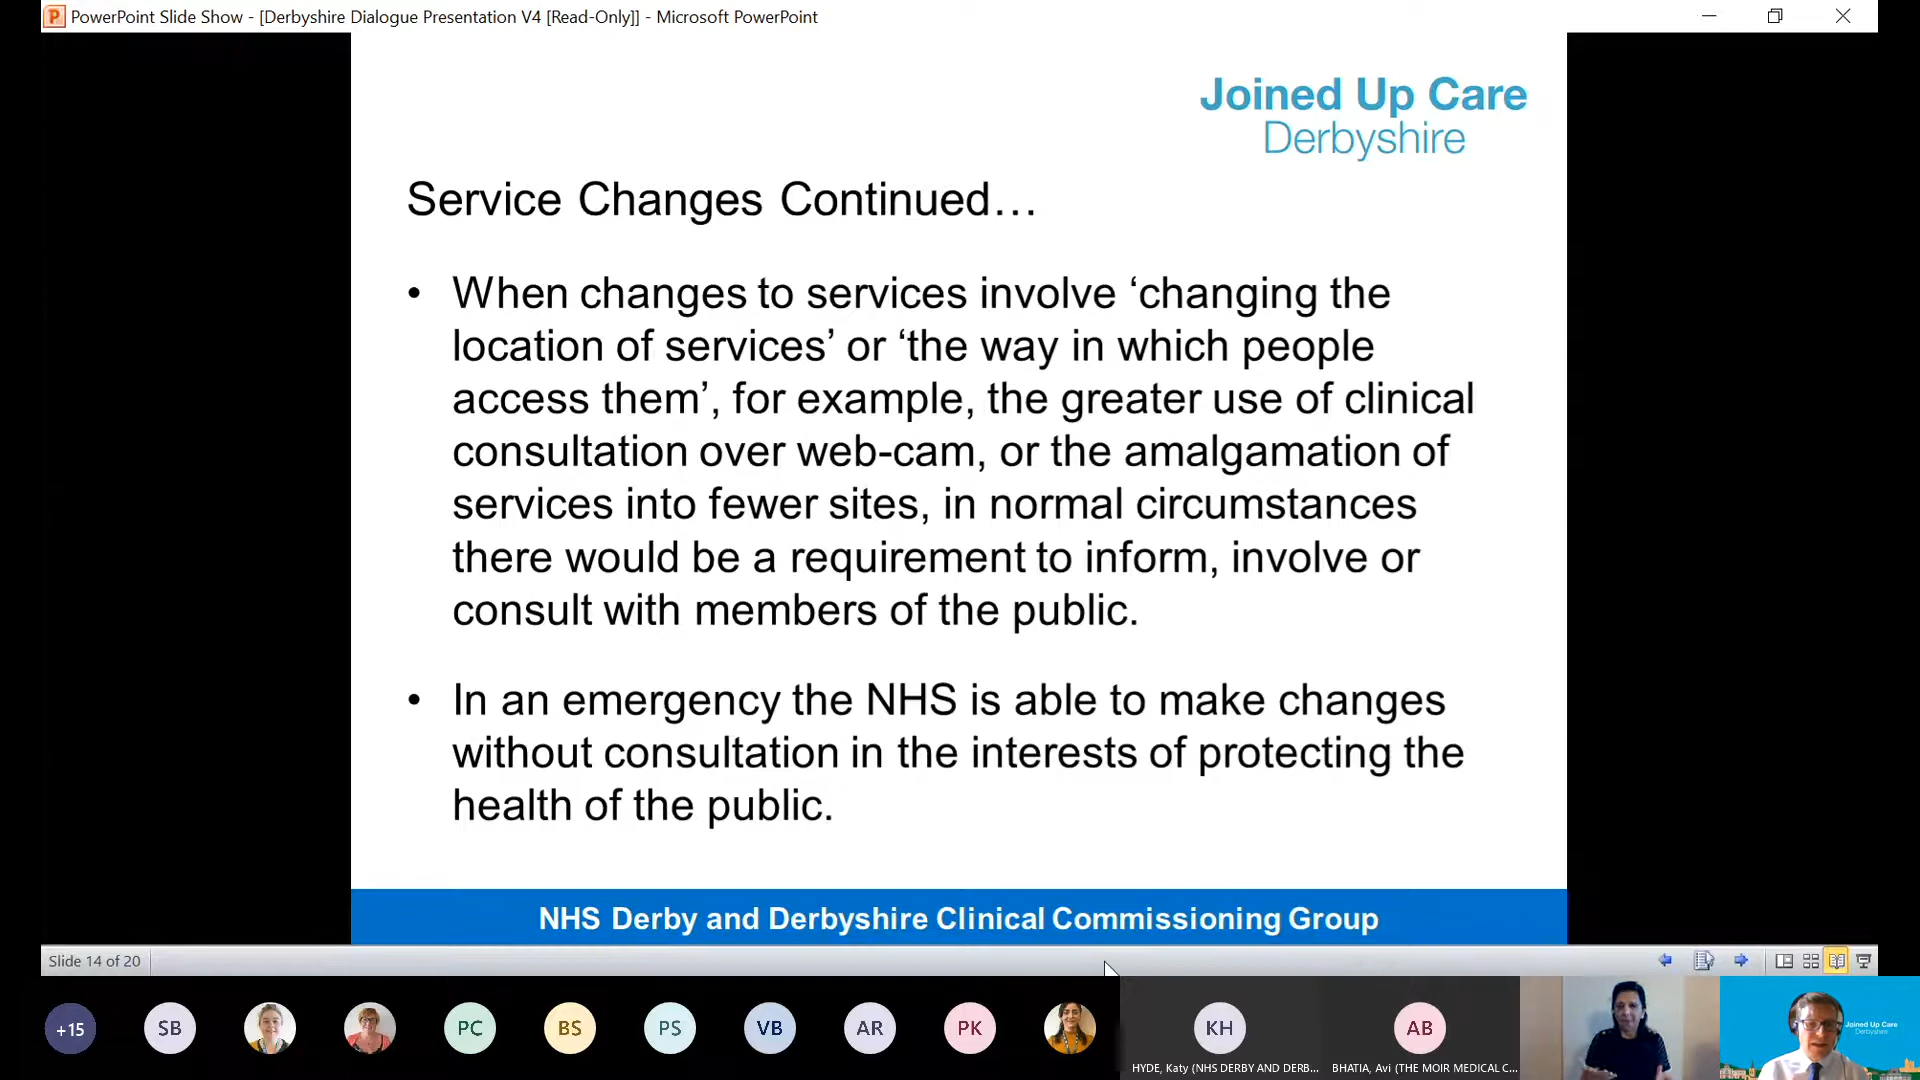 PowerPoint Slide Show - [Derbyshire Dialogue Presentation V4 [Read-Only]] - Microsoft PowerPoint
Joined Up Care
Derbyshire
Service Changes Continued…
• When changes to services involve ‘changing the
location of services’ or ‘the way in which people
access them’, for example, the greater use of clinical
consultation over web-cam, or the amalgamation of
services into fewer sites, in normal circumstances
there would be a requirement to inform, involve or
consult with members of the public.
• In an emergency the NHS is able to make changes
without consultation in the interests of protecting the
health of the public.
NHS Derby and Derbyshire Clinical Commissioning Group
Slide 14 of 20
+15 SB PC BS PS VB AR PK KH AB
HYDE, Katy (NHS DERBY AND DERB... BHATIA, Avi (THE MOIR MEDICAL C...
Joined Up Care
Derbyshire